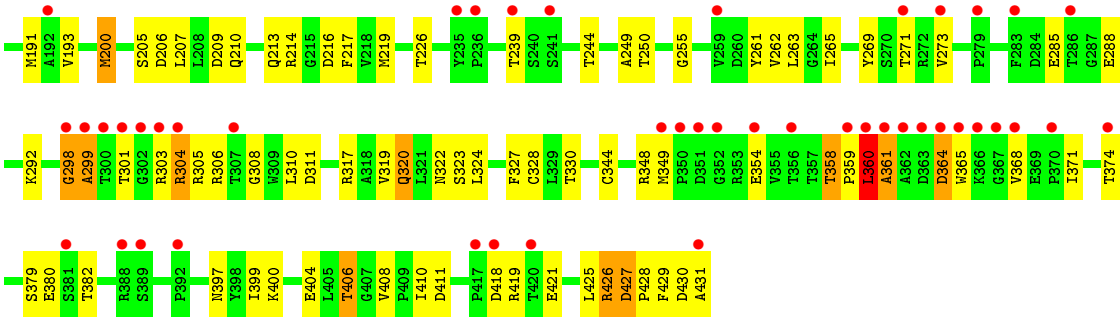 M191 A192 V193 M200 S205 D206 L207 L208 D209 Q210 Q213 R214 G215 D216 F217 V218 M219 T226 Y235 P236 T239 S240 S241 T244 A249 T250 G255 V259 D260 Y261 V262 L263 G264 I265 Y269 S270 T271 R272 V273 P279 F283 D284 E285 T286 G287 E288
K292 G298 A299 T300 T301 G302 R303 R304 R305 R306 T307 G308 W309 L310 D311 R317 A318 V319 Q320 L321 N322 S323 L324 F327 C328 L329 T330 C344 R348 M349 P350 D351 G352 R353 E354 V355 T356 T357 T358 P359 L360 A361 A362 D363 D364 W365 K366 G367 V368 E369 P370 I371 T374
S379 E380 S381 T382 R388 S389 P392 N397 Y398 I399 K400 E404 L405 T406 G407 V408 P409 I410 D411 P417 D418 R419 T420 E421 L425 R426 D427 P428 F429 D430 A431